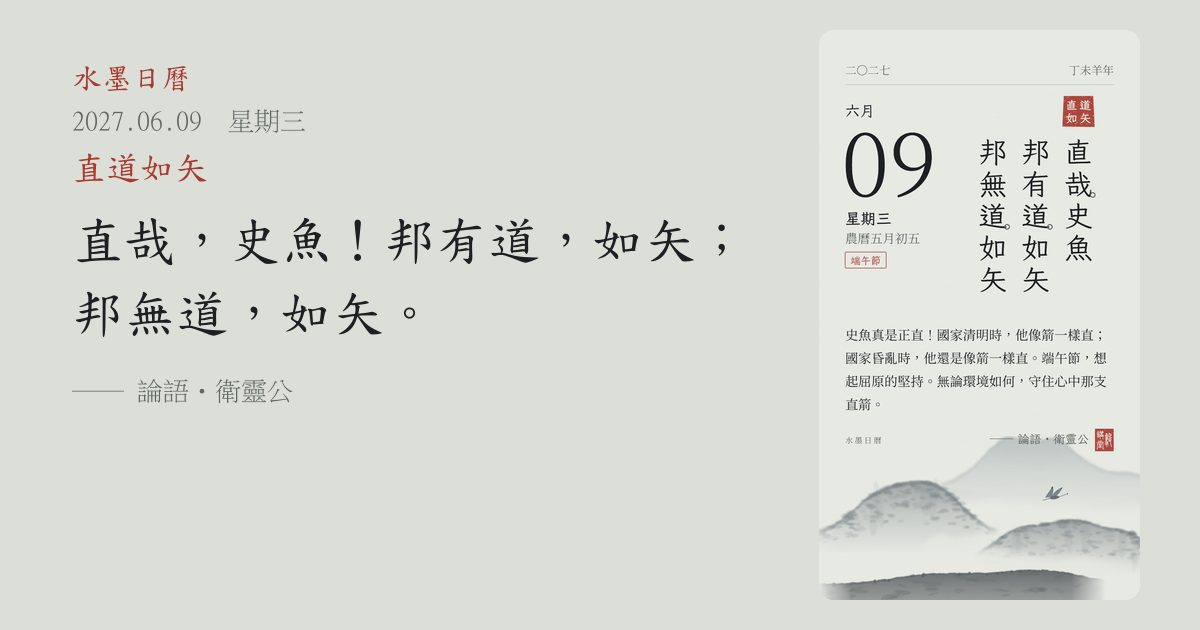 水墨日曆
2027.06.09 星期三
直道如矢
直哉，史魚！邦有道，如矢；
邦無道，如矢。
—— 論語・衛靈公
二〇二七
丁未羊年
六月
09
星期三
農曆五月初五
端午節
直道
如矢
直哉。史魚
邦有道。如矢
邦無道。如矢
史魚真是正直！國家清明時，他像箭一樣直；
國家昏亂時，他還是像箭一樣直。端午節，想
起屈原的堅持。無論環境如何，守住心中那支
直箭。
水墨日曆
—— 論語・衛靈公